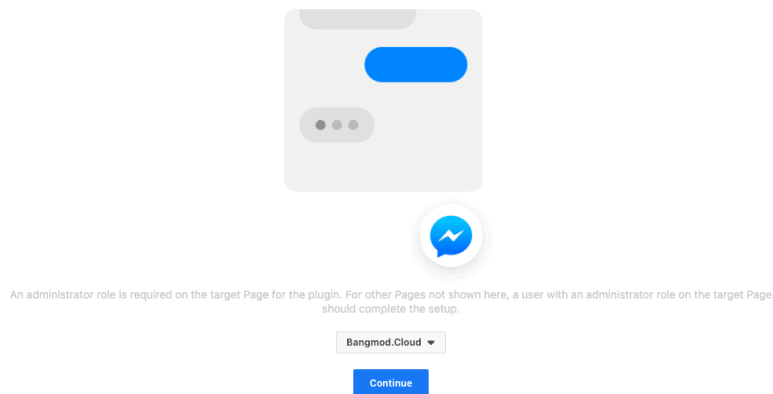 An administrator role is required on the target Page for the plugin. For other Pages not shown here, a user with an administrator role on the target Page
should complete the setup.
Bangmod.Cloud
Continue